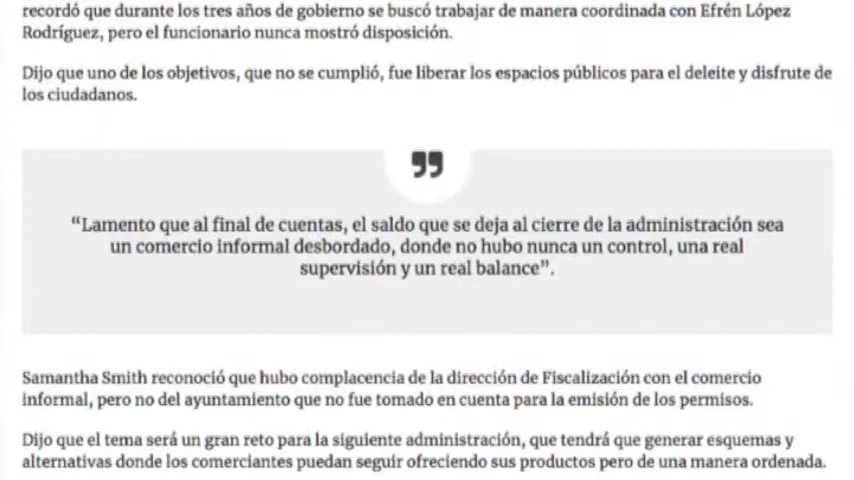 recordó que durante los tres años de gobierno se buscó trabajar de manera coordinada con Efrén López
Rodríguez, pero el funcionario nunca mostró disposición.
Dijo que uno de los objetivos, que no se cumplió, fue liberar los espacios públicos para el deleite y disfrute de
los ciudadanos.
”
“Lamento que al final de cuentas, el saldo que se deja al cierre de la administración sea
un comercio informal desbordado, donde no hubo nunca un control, una real
supervisión y un real balance”.
Samantha Smith reconoció que hubo complacencia de la dirección de Fiscalización con el comercio
informal, pero no del ayuntamiento que no fue tomado en cuenta para la emisión de los permisos.
Dijo que el tema será un gran reto para la siguiente administración, que tendrá que generar esquemas y
alternativas donde los comerciantes puedan seguir ofreciendo sus productos pero de una manera ordenada.